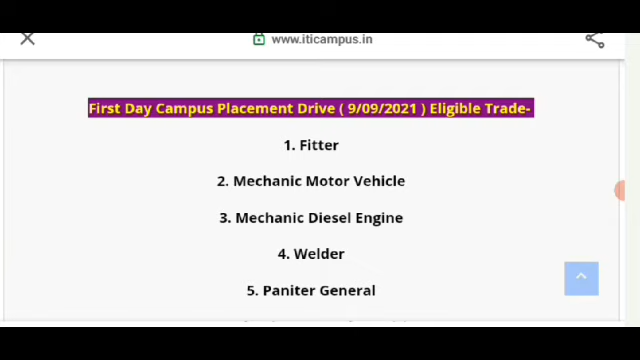 www.iticampus.in
First Day Campus Placement Drive ( 9/09/2021 ) Eligible Trade-
1. Fitter
2. Mechanic Motor Vehicle
3. Mechanic Diesel Engine
4. Welder
5. Paniter General